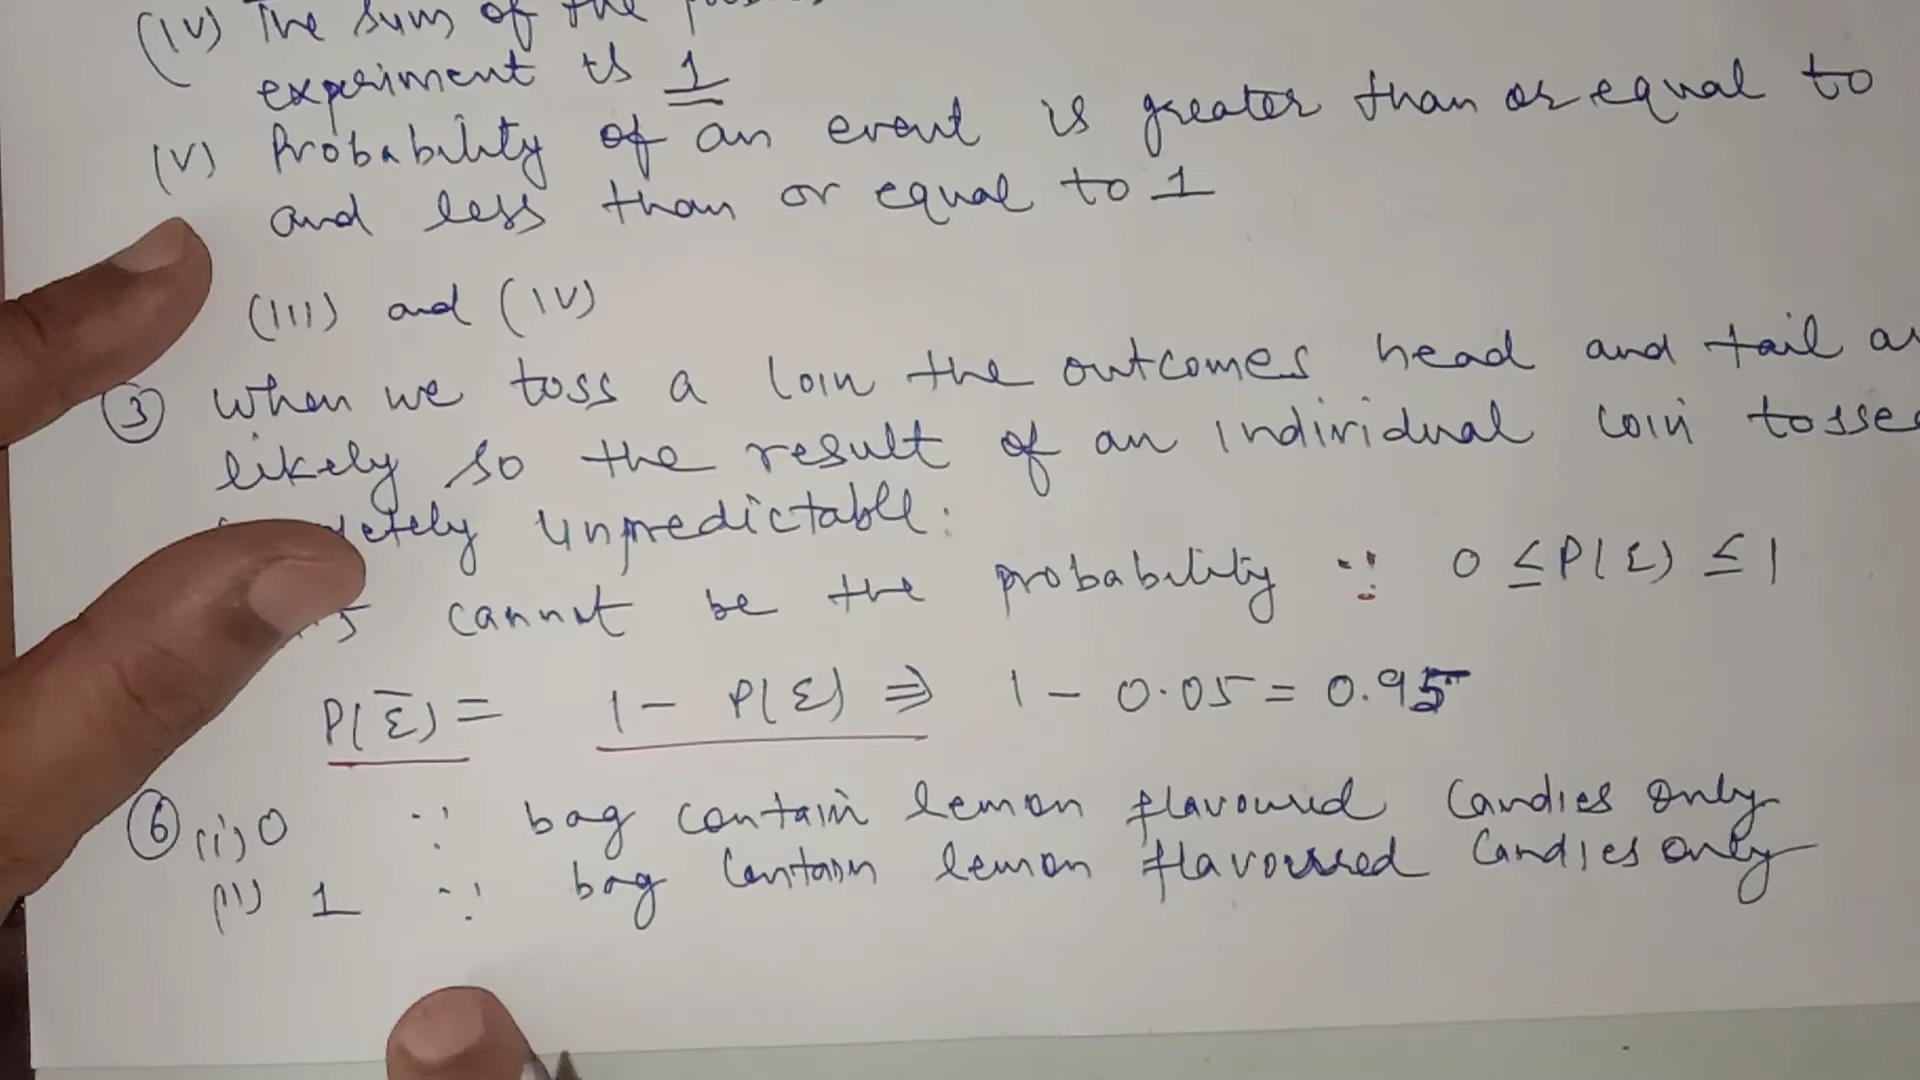 (IV) The sum of the
experiment is 1
(V) Probability of an event is greater than or equal to
and less than or equal to 1
(III) and (IV)
(3) when we toss a coin the outcomes head and tail
likely so the result of an individual coin tosse
etely unpredictable.
5 cannot be the probability ∵ 0 ≤ P(E) ≤ 1
P(E̅) = 1 - P(E) ⇒ 1 - 0.05 = 0.95
(6) (i) 0 ∵ bag contain lemon flavoured candies only
(ii) 1 ∵ bag contain lemon flavoured candies only